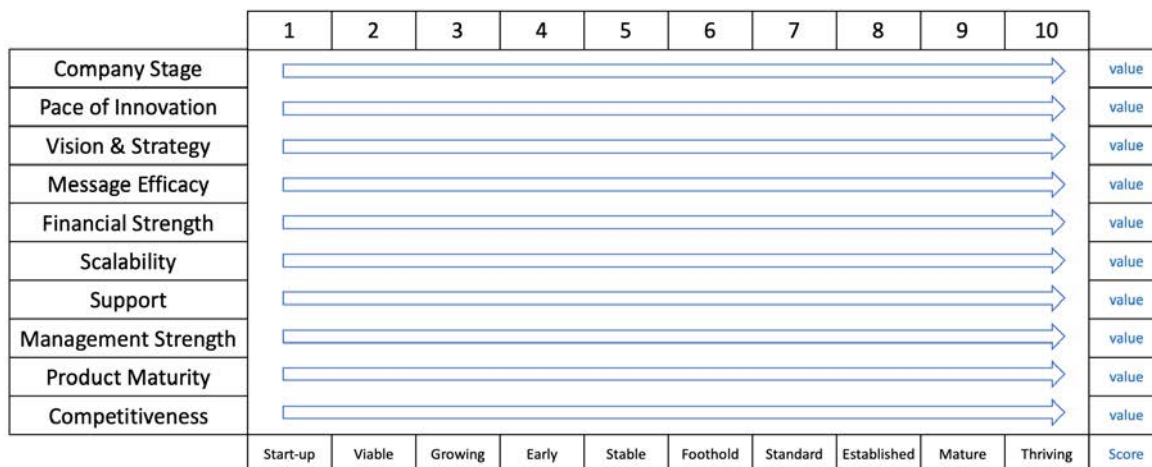 1 2 3 4 5 6 7 8 9 10
Company Stage value
Pace of Innovation value
Vision & Strategy value
Message Efficacy value
Financial Strength value
Scalability value
Support value
Management Strength value
Product Maturity value
Competitiveness value
Start-up Viable Growing Early Stable Foothold Standard Established Mature Thriving Score